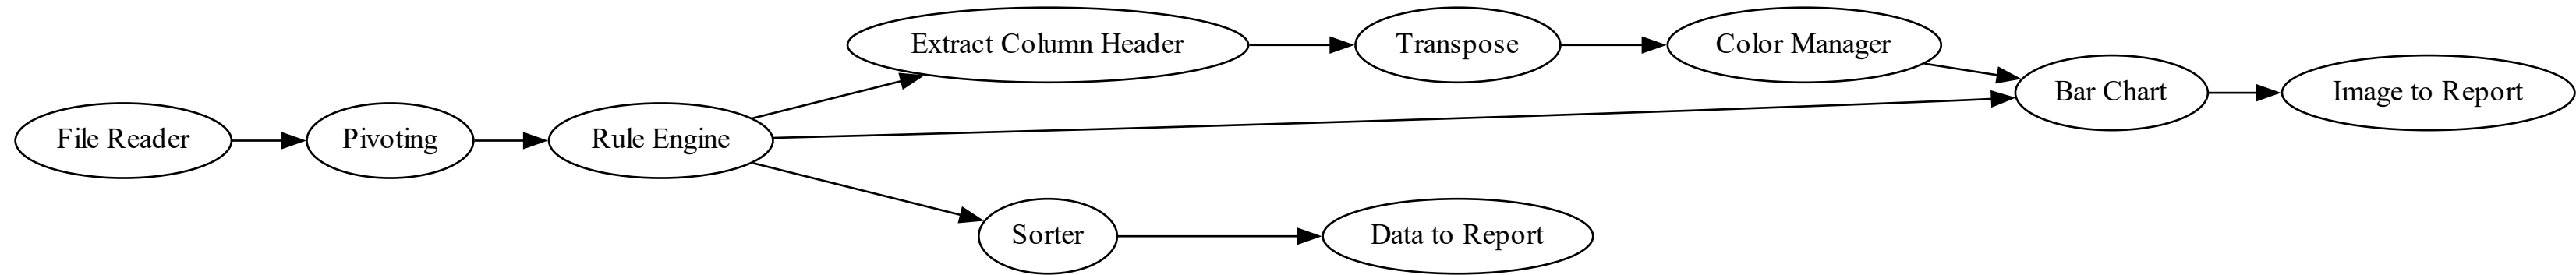 File Reader
Pivoting
Rule Engine
Extract Column Header
Transpose
Color Manager
Bar Chart
Image to Report
Sorter
Data to Report